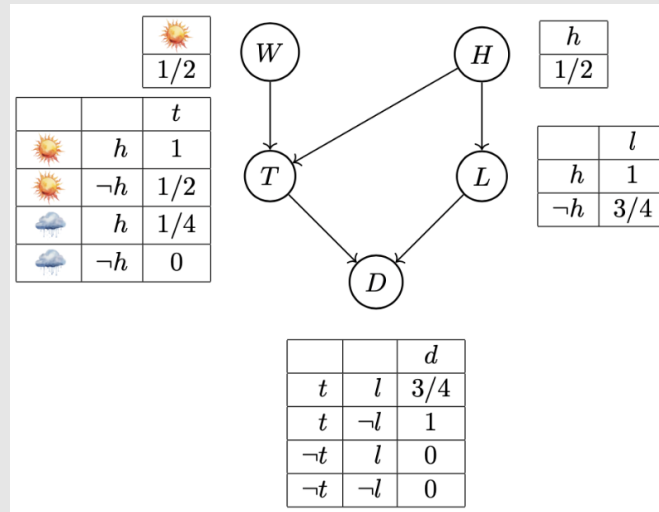 1/2
W
H
h
1/2
t
h 1
¬h 1/2
h 1/4
¬h 0
T
L
l
h 1
¬h 3/4
D
d
t l 3/4
t ¬l 1
¬t l 0
¬t ¬l 0